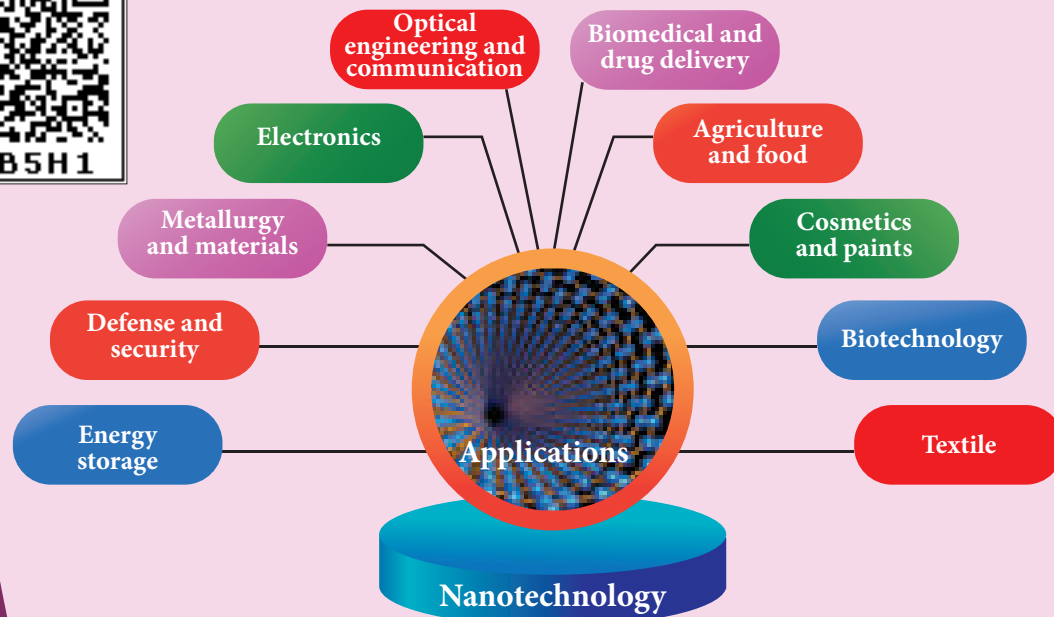 Optical
engineering and
communication
Biomedical and
drug delivery
Electronics
Agriculture
and food
B5H1
Metallurgy
and materials
Cosmetics
and paints
Defense and
security
Biotechnology
Energy
storage
Textile
Applications
Nanotechnology